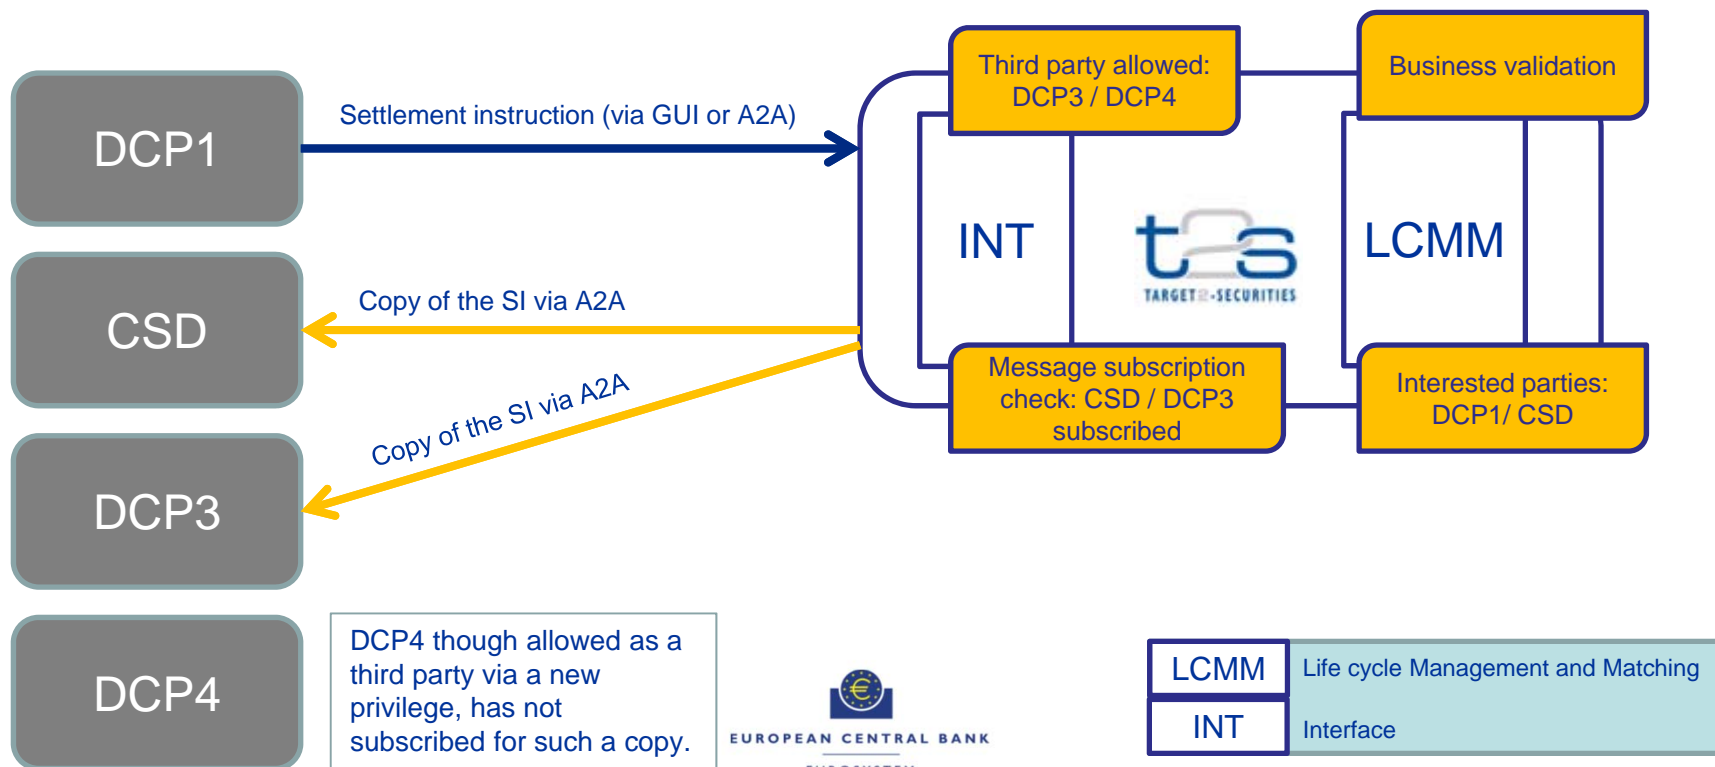 Third party allowed:
DCP3 / DCP4
Business validation
DCP1
Settlement instruction (via GUI or A2A)
INT
t2s
TARGET2-SECURITIES
LCMM
CSD
Copy of the SI via A2A
Copy of the SI via A2A
Message subscription
check: CSD / DCP3
subscribed
Interested parties:
DCP1/ CSD
DCP3
DCP4
DCP4 though allowed as a
third party via a new
privilege, has not
subscribed for such a copy.
EUROPEAN CENTRAL BANK
EUROSYSTEM
LCMM
Life cycle Management and Matching
INT
Interface